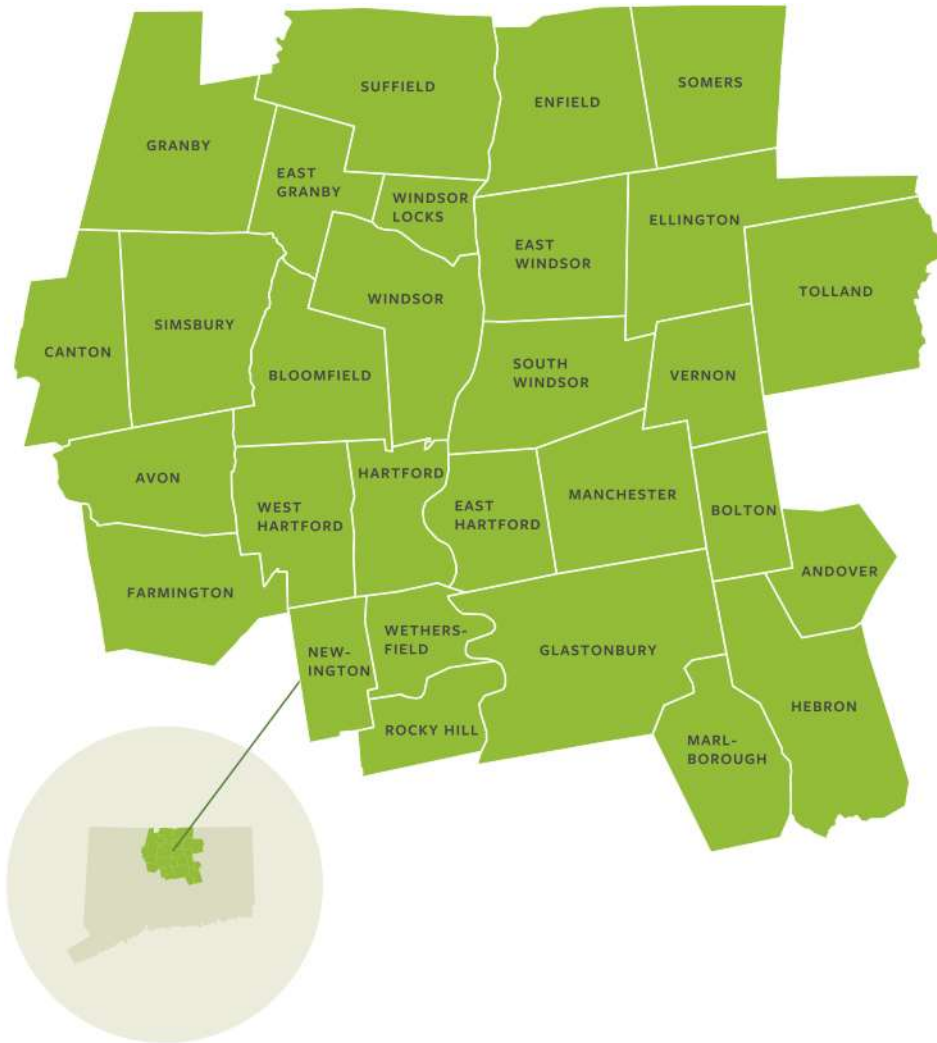 SUFFIELD
ENFIELD
SOMERS
GRANBY
EAST
GRANBY
WINDSOR
LOCKS
ELLINGTON
EAST
WINDSOR
TOLLAND
WINDSOR
SIMSBURY
CANTON
BLOOMFIELD
SOUTH
WINDSOR
VERNON
AVON
HARTFORD
WEST
HARTFORD
EAST
HARTFORD
MANCHESTER
BOLTON
ANDOVER
FARMINGTON
WETHERS-
FIELD
NEW-
INGTON
GLASTONBURY
HEBRON
ROCKY HILL
MARL-
BOROUGH